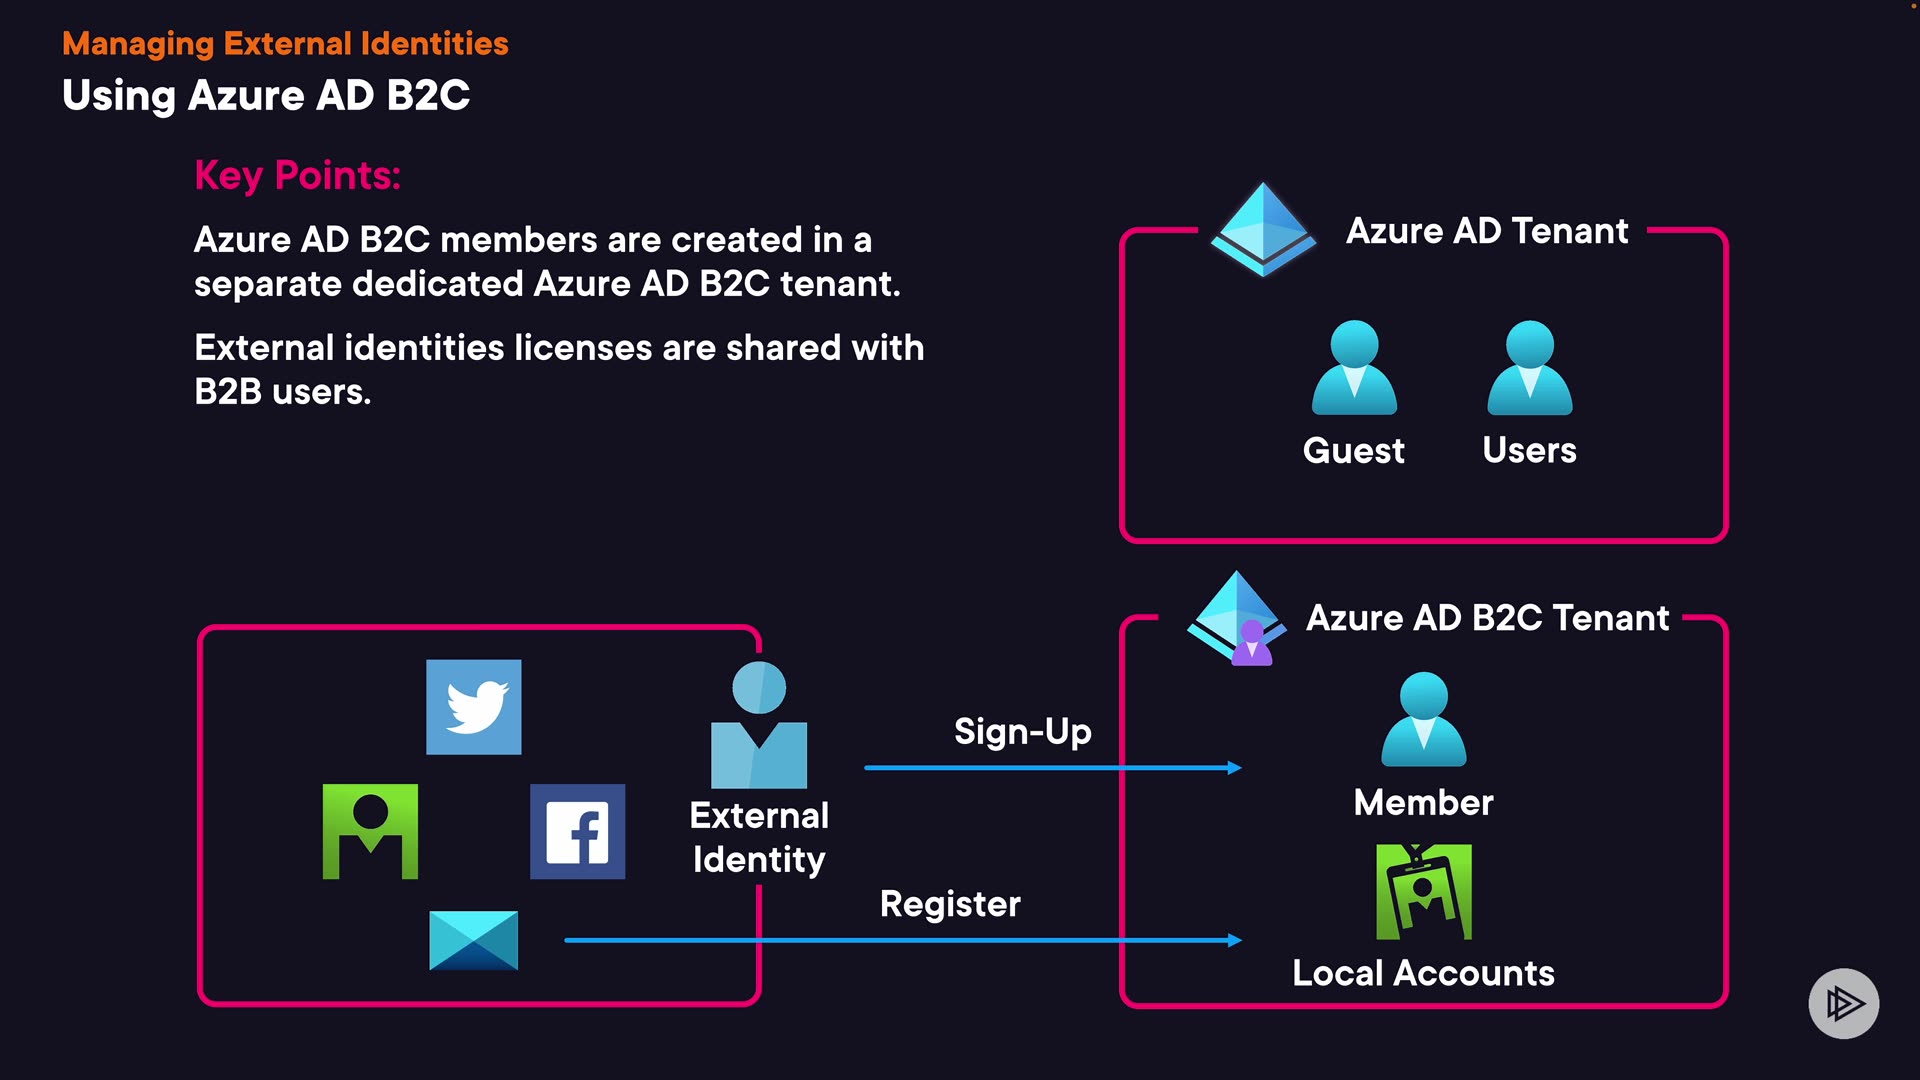 Managing External Identities
Using Azure AD B2C
Key Points:
Azure AD B2C members are created in a
separate dedicated Azure AD B2C tenant.
External identities licenses are shared with
B2B users.
Azure AD Tenant
Guest
Users
Azure AD B2C Tenant
Sign-Up
Member
External
Identity
Register
Local Accounts